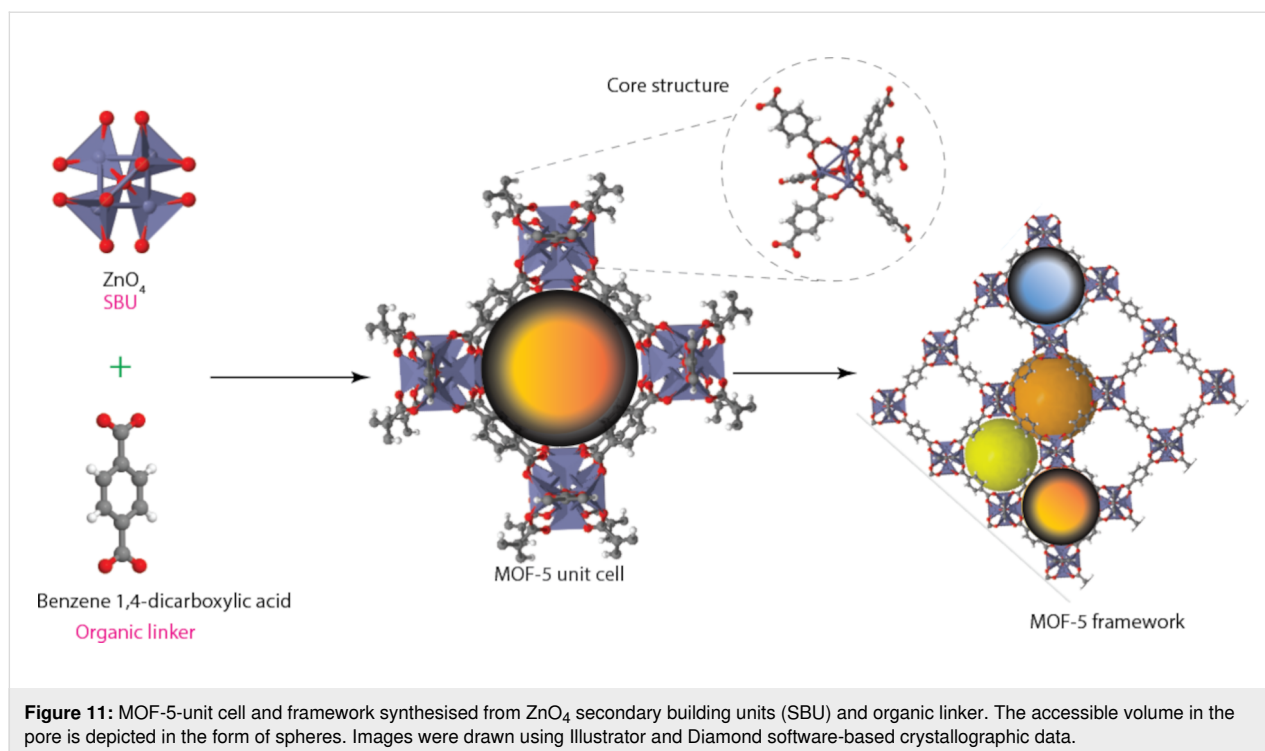 Core structure
ZnO₄
SBU
+
Benzene 1,4-dicarboxylic acid
Organic linker
MOF-5 unit cell
MOF-5 framework
Figure 11: MOF-5-unit cell and framework synthesised from ZnO₄ secondary building units (SBU) and organic linker. The accessible volume in the
pore is depicted in the form of spheres. Images were drawn using Illustrator and Diamond software-based crystallographic data.